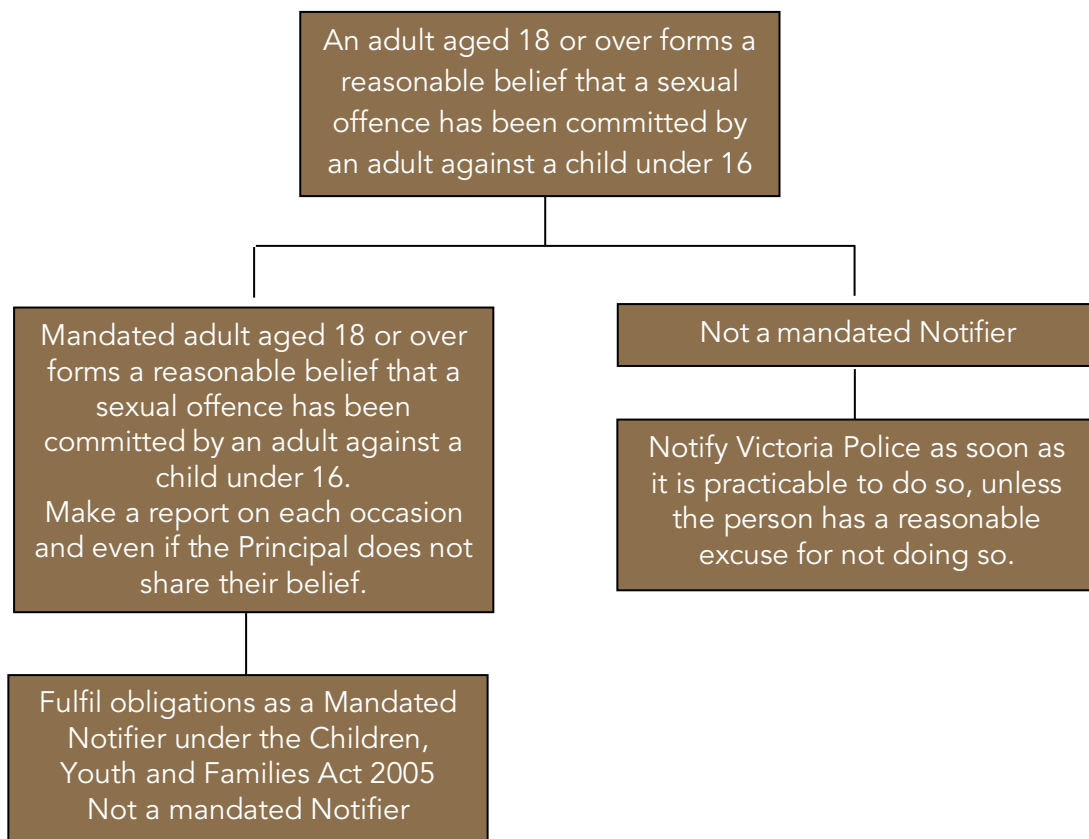 An adult aged 18 or over forms a
reasonable belief that a sexual
offence has been committed by
an adult against a child under 16
Mandated adult aged 18 or over
forms a reasonable belief that a
sexual offence has been
committed by an adult against a
child under 16.
Make a report on each occasion
and even if the Principal does not
share their belief.
Fulfil obligations as a Mandated
Notifier under the Children,
Youth and Families Act 2005
Not a mandated Notifier
Not a mandated Notifier
Notify Victoria Police as soon as
it is practicable to do so, unless
the person has a reasonable
excuse for not doing so.